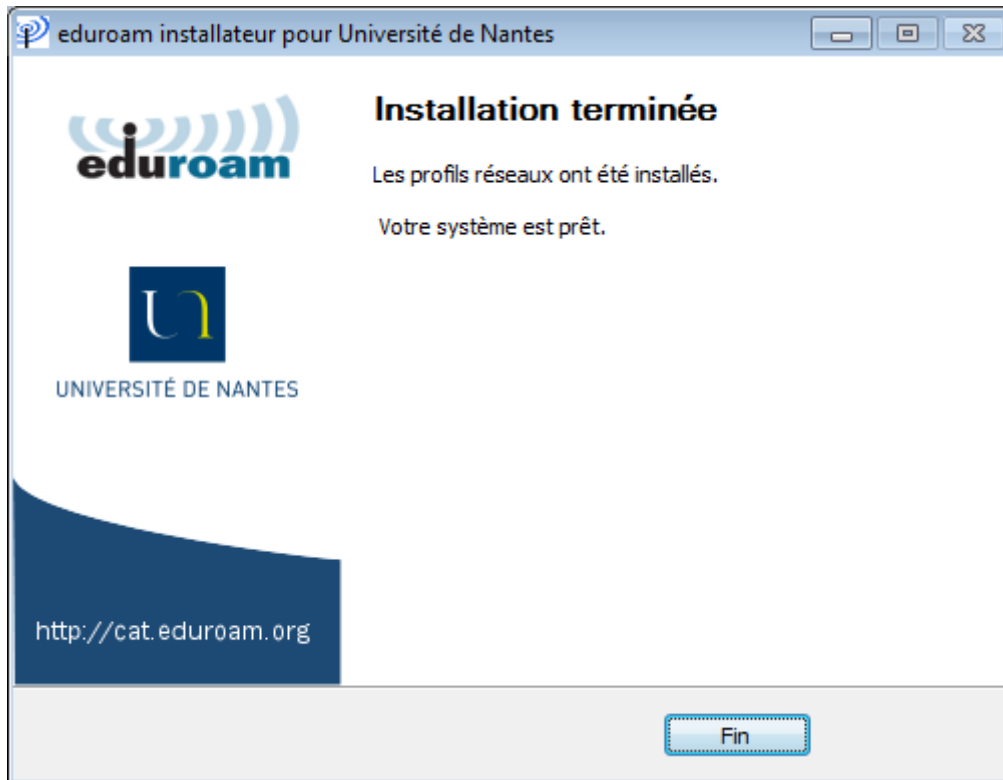 eduroam installateur pour Université de Nantes
eduroam
Installation terminée
Les profils réseaux ont été installés.
Votre système est prêt.
UNIVERSITÉ DE NANTES
http://cat.eduroam.org
Fin